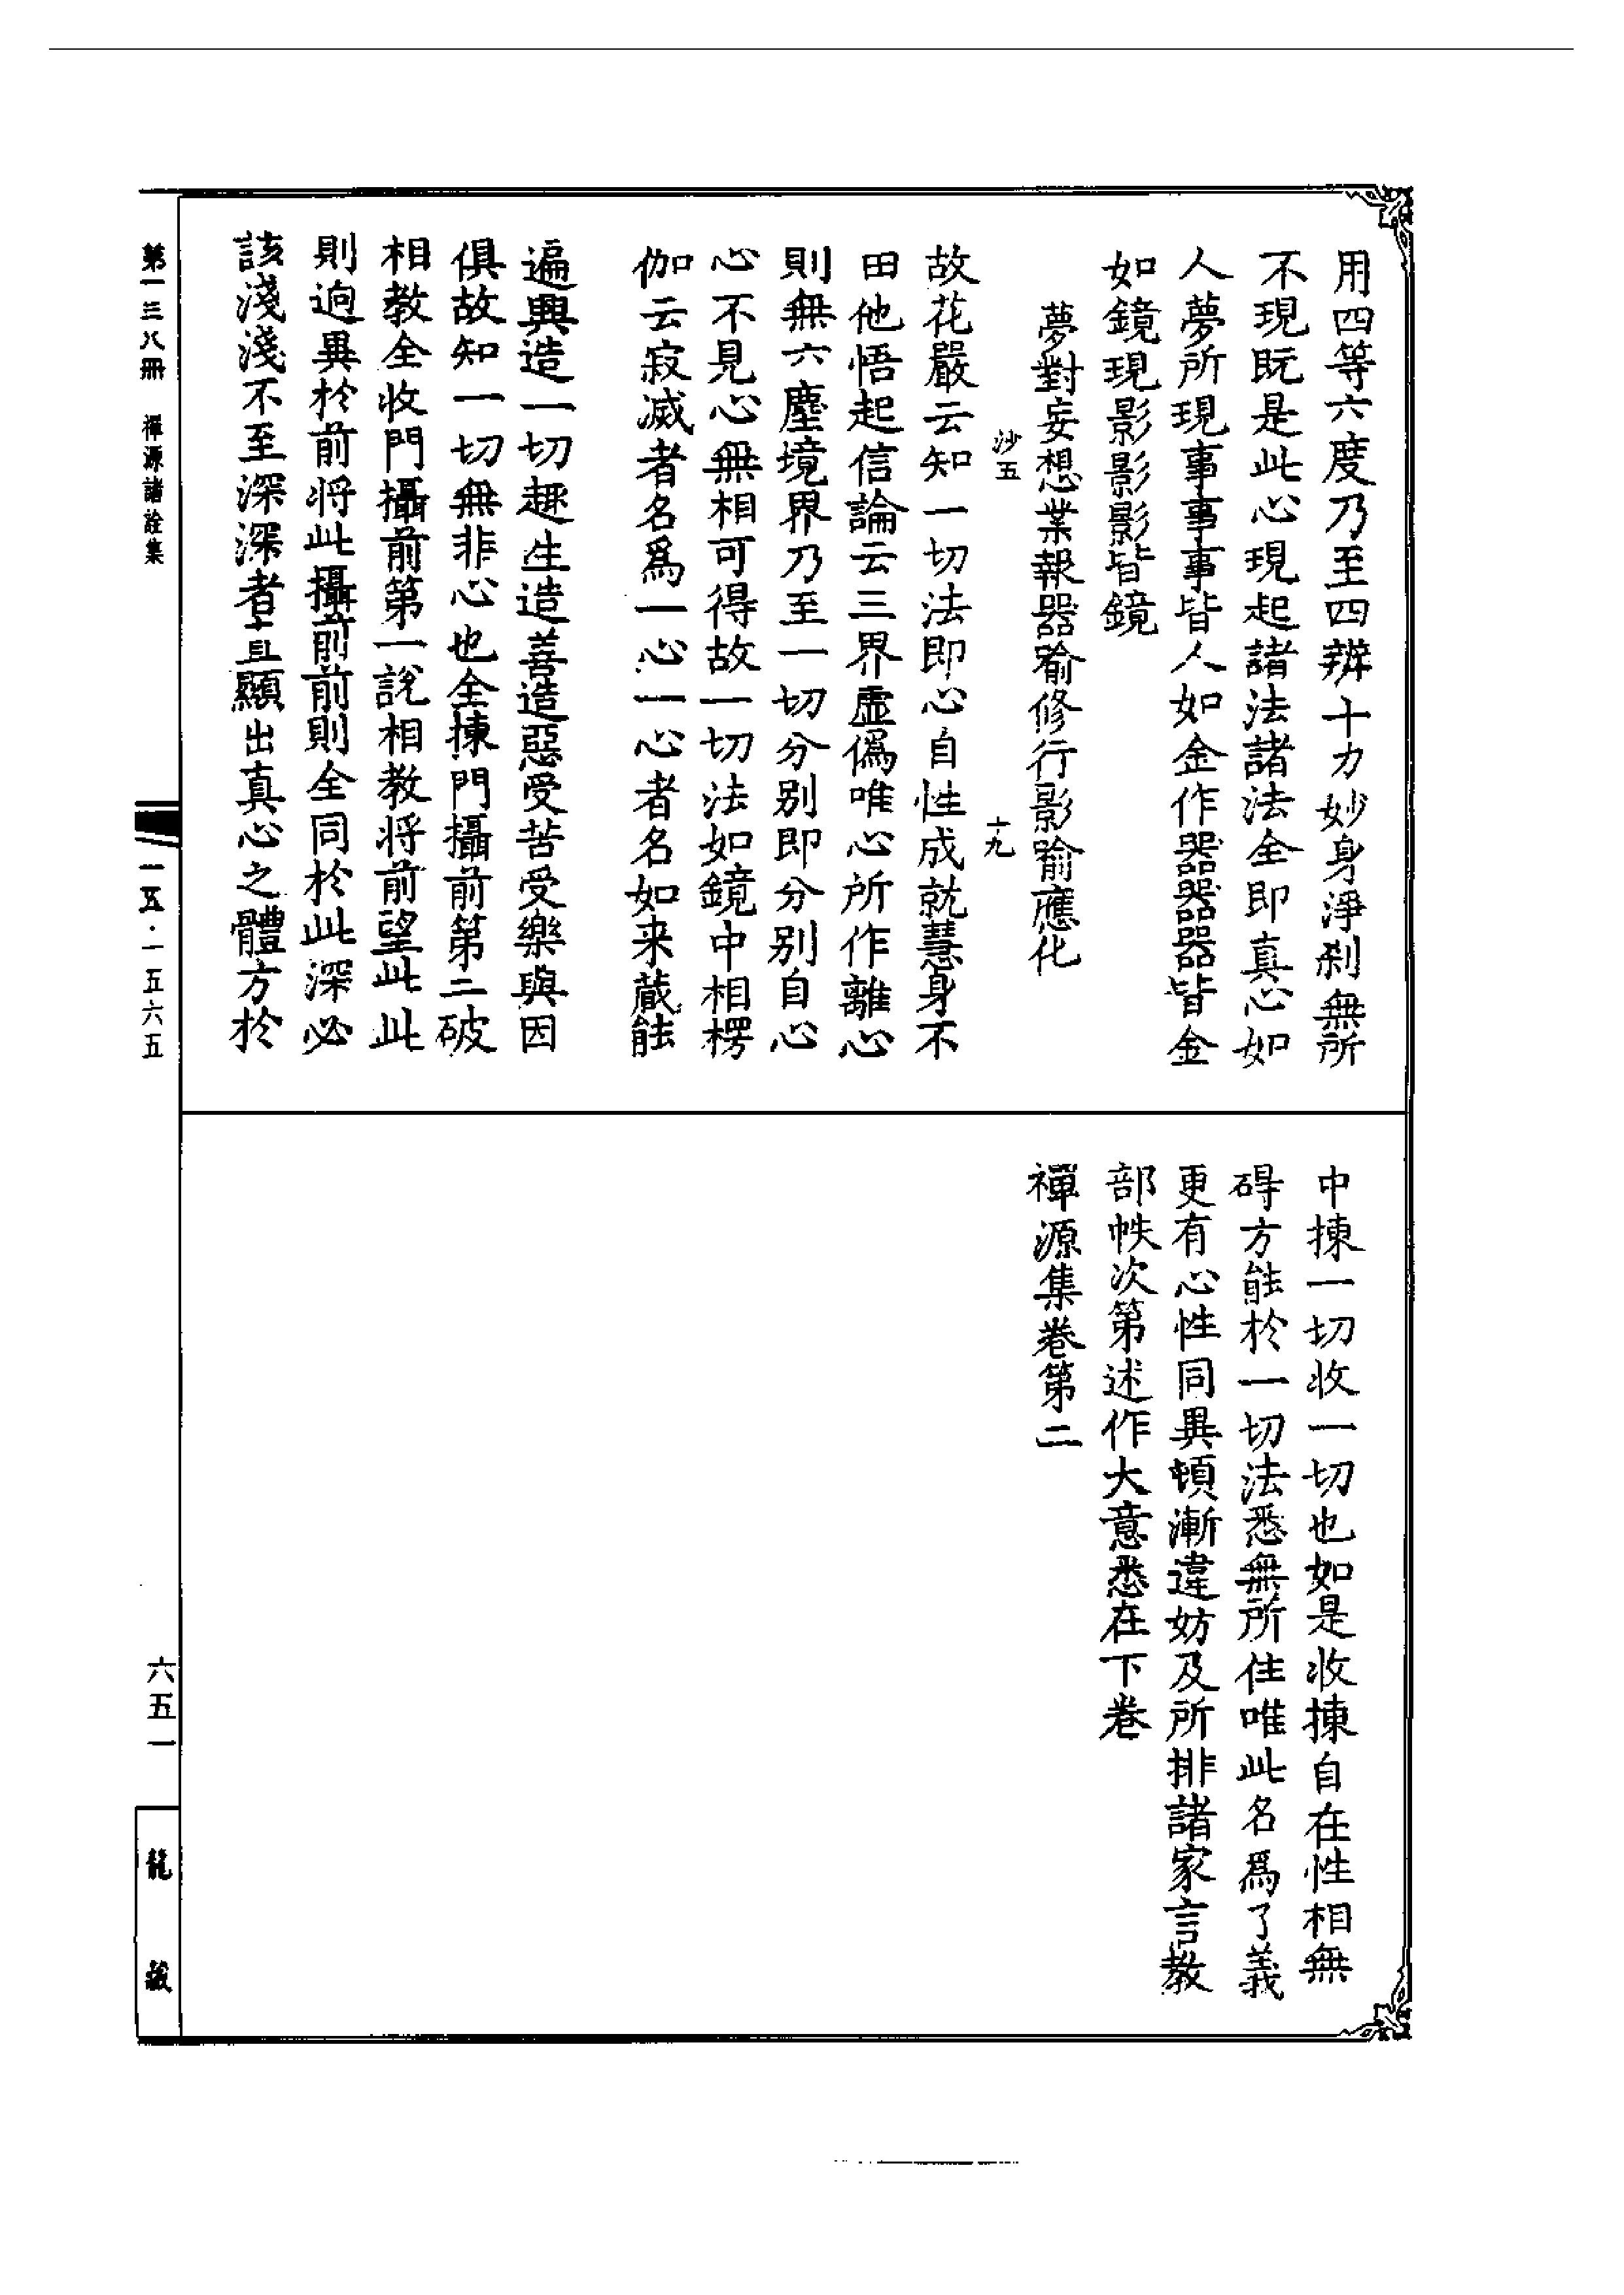 用四等六度乃至四辨十力妙身淨刹無所
不現既是此心現起諸法諸法全即真心如
人夢所現事事事皆人如金作器器器皆金
如鏡現影影影皆鏡
夢對妄想業報器喻修行影喻應化
沙五
十九
故花嚴云知一切法即心自性成就慧身不
田他悟起信論云三界虛僞唯心所作離心
則無六塵境界乃至一切分別即分別自心
心不見心無相可得故一切法如鏡中相楞
伽云寂滅者名爲一心一心者名如来藏能
遍興造一切趣生造善造惡受苦受樂與因
俱故知一切無非心也全揀門攝前第二破
相教全收門攝前第一說相教將前望此此
則逈異於前將此攝前前則全同於此深必
該淺淺不至深深者直顯出真心之體方於
中揀一切收一切也如是收揀自在性相無
碍方能於一切法悉無所住唯此名爲了義
更有心性同異頓漸違妨及所排諸家言教
部帙次第述作大意悉在下卷
禪源集卷第二
第一三八冊
禪源諸詮集
一五·一五六五
六五一
龍藏